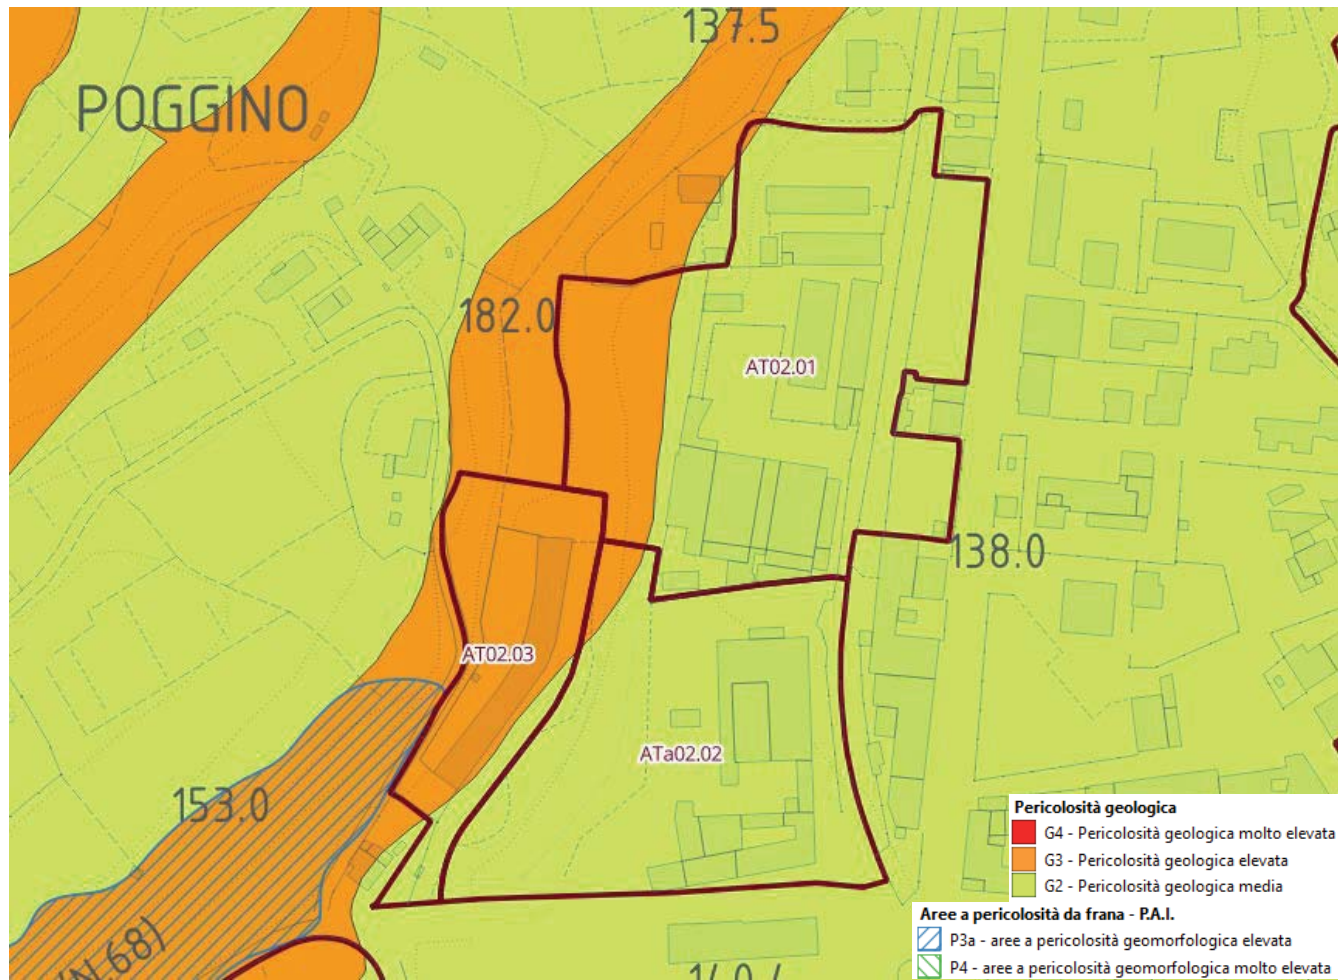 137.5
POGGINO
182.0
AT02.01
138.0
AT02.03
ATa02.02
153.0
(N.68)
Pericolosità geologica
G4 - Pericolosità geologica molto elevata
G3 - Pericolosità geologica elevata
G2 - Pericolosità geologica media
Aree a pericolosità da frana - P.A.I.
P3a - aree a pericolosità geomorfologica elevata
P4 - aree a pericolosità geomorfologica molto elevata